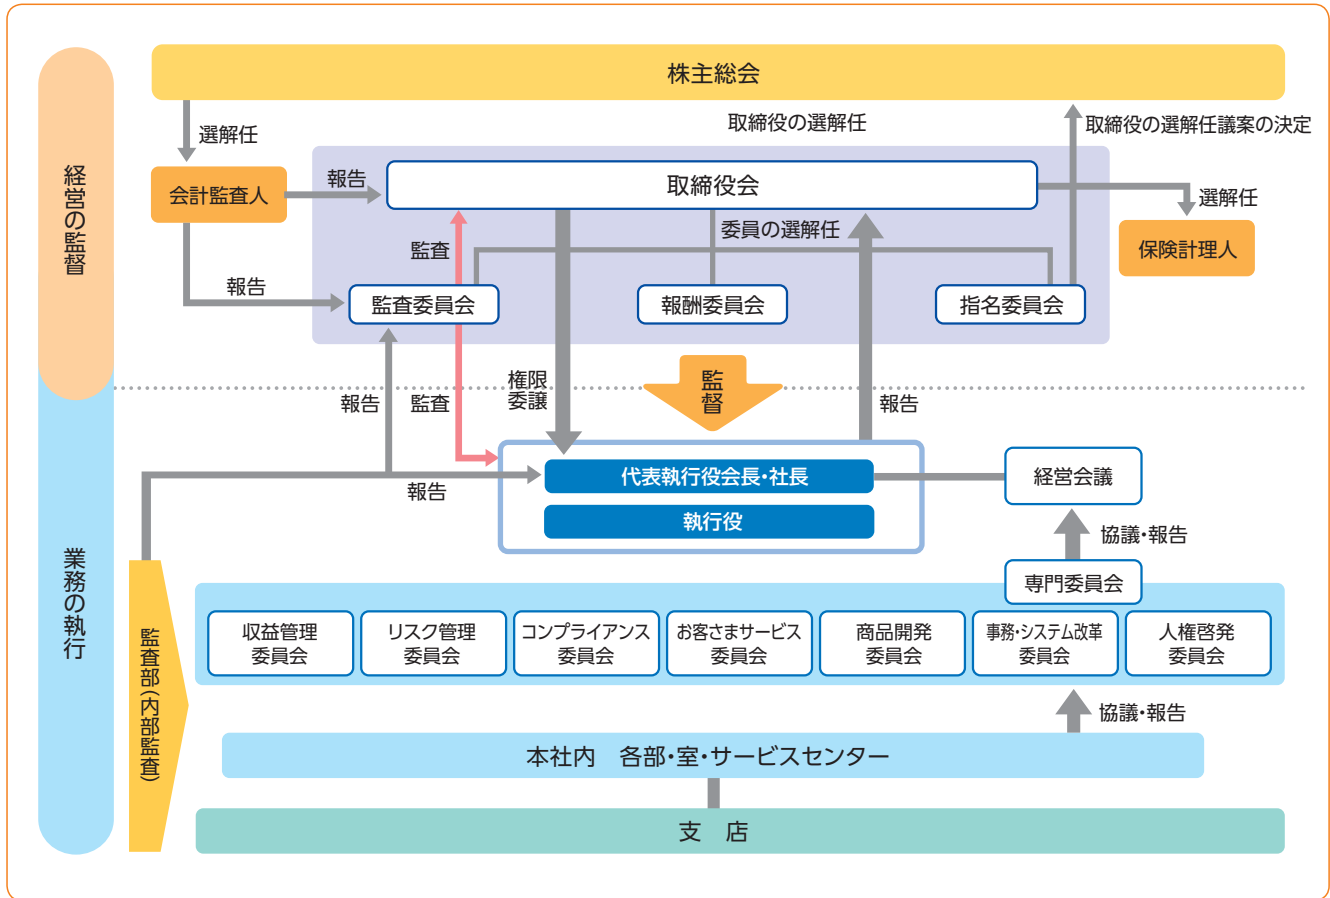 株主総会
選解任
取締役の選解任
取締役の選解任議案の決定
経営の監督
会計監査人
報告
取締役会
選解任
保険計理人
監査
委員の選解任
報告
監査委員会
報酬委員会
指名委員会
権限
委譲
監督
報告
監査
報告
報告
代表執行役会長・社長
執行役
経営会議
協議・報告
業務の執行
専門委員会
監査部(内部監査)
収益管理
委員会
リスク管理
委員会
コンプライアンス
委員会
お客さまサービス
委員会
商品開発
委員会
事務・システム改革
委員会
人権啓発
委員会
協議・報告
本社内　各部・室・サービスセンター
支　店